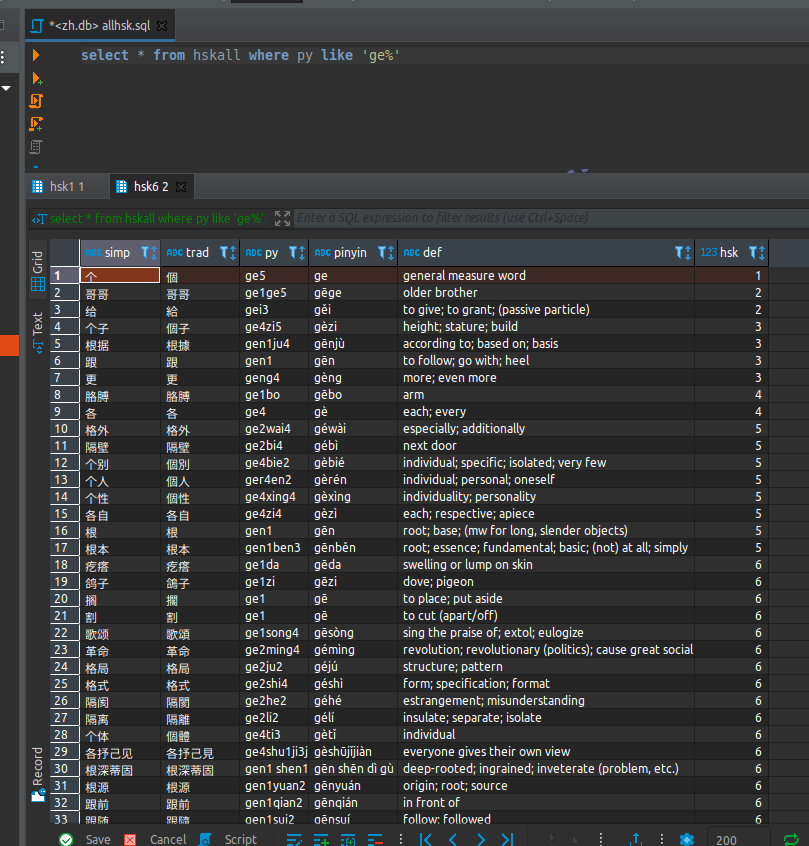 *<zh.db> allhsk.sql
select * from hskall where py like 'ge%'
hsk1 1
hsk6 2
select * from hskall where py like 'ge%'
Enter a SQL expression to filter results (use Ctrl+Space)
Grid
Text
Record
ABC simp ABC trad ABC py ABC pinyin ABC def 123 hsk
1 个 個 ge5 ge general measure word 1
2 哥哥 哥哥 ge1ge5 gēge older brother 2
3 给 給 gei3 gěi to give; to grant; (passive particle) 2
4 个子 個子 ge4zi5 gèzi height; stature; build 3
5 根据 根據 gen1ju4 gēnjù according to; based on; basis 3
6 跟 跟 gen1 gēn to follow; go with; heel 3
7 更 更 geng4 gèng more; even more 3
8 胳膊 胳膊 ge1bo gēbo arm 4
9 各 各 ge4 gè each; every 4
10 格外 格外 ge2wai4 géwài especially; additionally 5
11 隔壁 隔壁 ge2bi4 gébì next door 5
12 个别 個別 ge4bie2 gèbié individual; specific; isolated; very few 5
13 个人 個人 ger4en2 gèrén individual; personal; oneself 5
14 个性 個性 ge4xing4 gèxìng individuality; personality 5
15 各自 各自 ge4zi4 gèzì each; respective; apiece 5
16 根 根 gen1 gēn root; base; (mw for long, slender objects) 5
17 根本 根本 gen1ben3 gēnběn root; essence; fundamental; basic; (not) at all; simply 5
18 疙瘩 疙瘩 ge1da gēda swelling or lump on skin 6
19 鸽子 鴿子 ge1zi gēzi dove; pigeon 6
20 搁 擱 ge1 gē to place; put aside 6
21 割 割 ge1 gē to cut (apart/off) 6
22 歌颂 歌頌 ge1song4 gēsòng sing the praise of; extol; eulogize 6
23 革命 革命 ge2ming4 gémìng revolution; revolutionary (politics); cause great social 6
24 格局 格局 ge2ju2 géjú structure; pattern 6
25 格式 格式 ge2shi4 géshì form; specification; format 6
26 隔阂 隔閡 ge2he2 géhé estrangement; misunderstanding 6
27 隔离 隔離 ge2li2 gélí insulate; separate; isolate 6
28 个体 個體 ge4ti3 gètǐ individual 6
29 各抒己见 各抒己見 ge4shu1ji3j gèshūjǐjiàn everyone gives their own view 6
30 根深蒂固 根深蒂固 gen1 shen1 gēn shēn dì gù deep-rooted; ingrained; inveterate (problem, etc.) 6
31 根源 根源 gen1yuan2 gēnyuán origin; root; source 6
32 跟前 跟前 gen1qian2 gēnqián in front of 6
33 跟随 跟隨 gen1sui2 gēnsuí follow; followed 6
Save Cancel Script 200